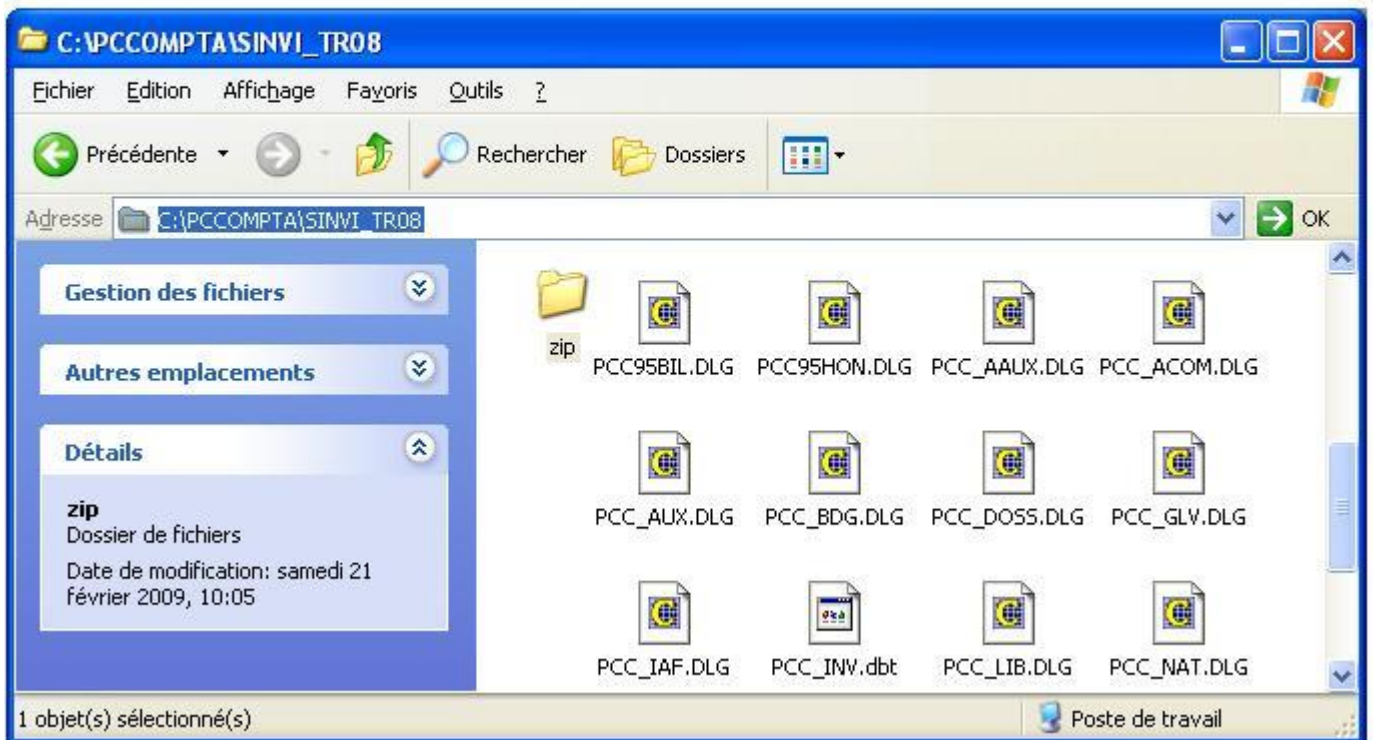 C:\PCCOMPTA\SINVI_TR08
Fichier Edition Affichage Favoris Outils ?
Précédente Rechercher Dossiers
Adresse C:\PCCOMPTA\SINVI_TR08 OK
Gestion des fichiers
Autres emplacements
Détails
zip
Dossier de fichiers
Date de modification: samedi 21
février 2009, 10:05
zip PCC95BIL.DLG PCC95HON.DLG PCC_AAUX.DLG PCC_ACOM.DLG
PCC_AUX.DLG PCC_BDG.DLG PCC_DOSS.DLG PCC_GLV.DLG
PCC_IAF.DLG PCC_INV.dbt PCC_LIB.DLG PCC_NAT.DLG
1 objet(s) sélectionné(s) Poste de travail